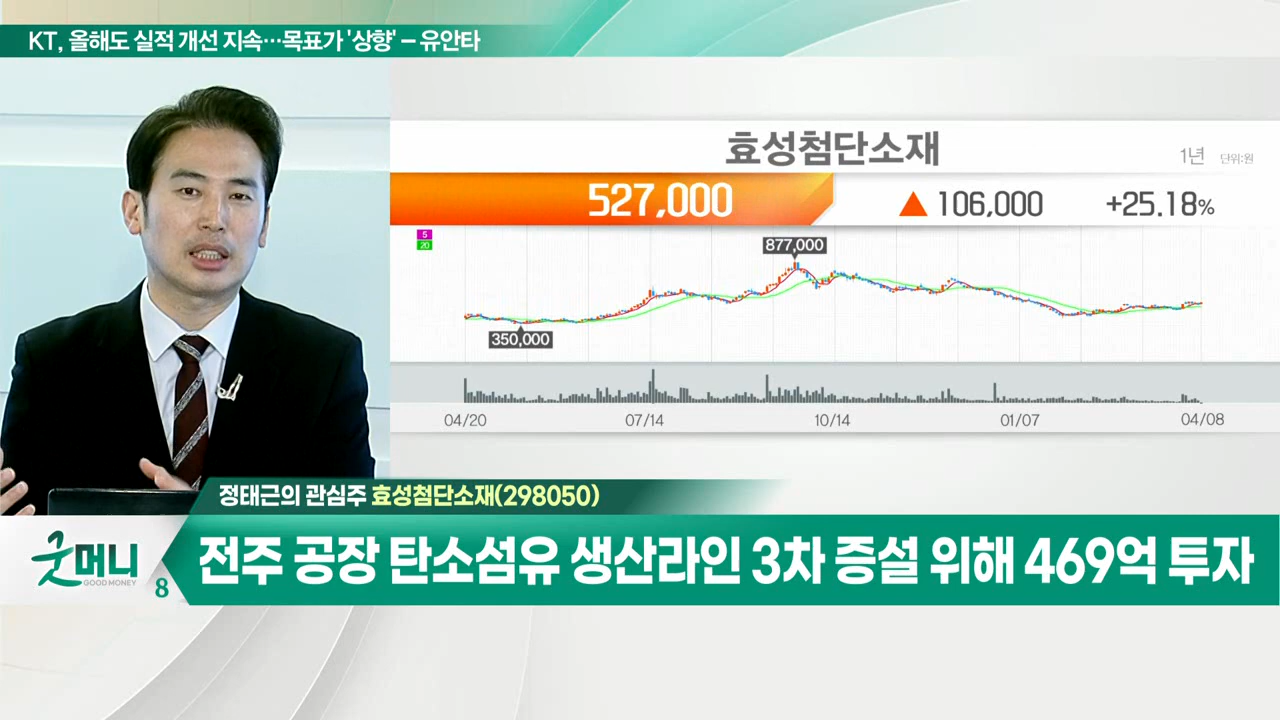 KT, 올해도 실적 개선 지속…목표가 '상향' – 유안타
효성첨단소재
1년 단위:원
527,000 ▲ 106,000 +25.18%
5
20
877,000
350,000
04/20 07/14 10/14 01/07 04/08
정태근의 관심주 효성첨단소재(298050)
굿머니
GOOD MONEY
8
전주 공장 탄소섬유 생산라인 3차 증설 위해 469억 투자